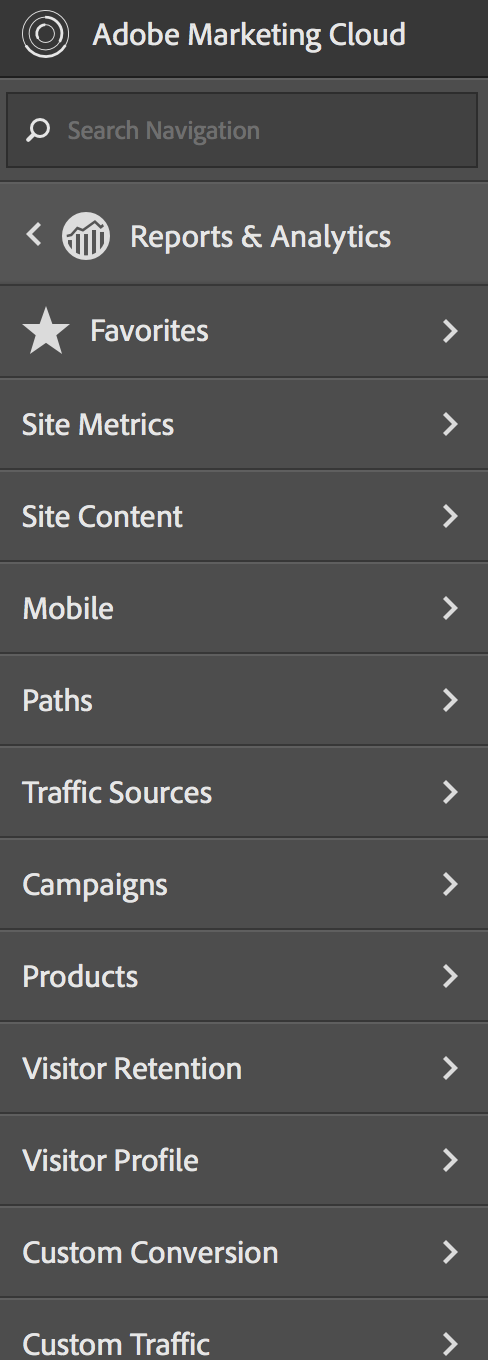 Adobe Marketing Cloud
Search Navigation
Reports & Analytics
Favorites
Site Metrics
Site Content
Mobile
Paths
Traffic Sources
Campaigns
Products
Visitor Retention
Visitor Profile
Custom Conversion
Custom Traffic